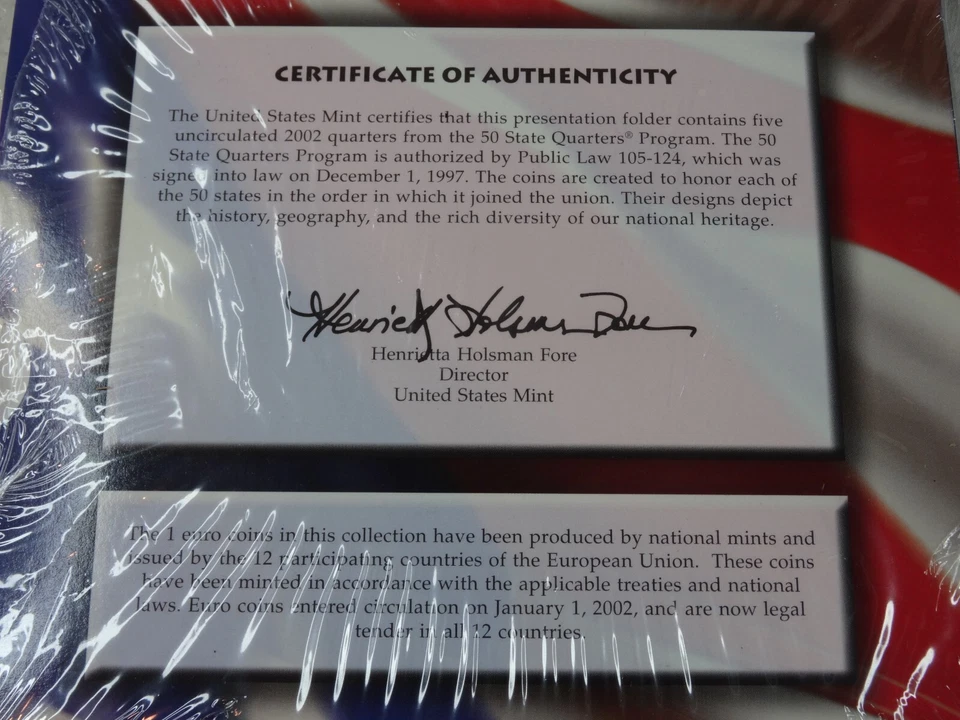 CERTIFICATE OF AUTHENTICITY
The United States Mint certifies that this presentation folder contains five
uncirculated 2002 quarters from the 50 State Quarters® Program. The 50
State Quarters Program is authorized by Public Law 105-124, which was
signed into law on December 1, 1997. The coins are created to honor each of
the 50 states in the order in which it joined the union. Their designs depict
the history, geography, and the rich diversity of our national heritage.
Henrietta Holsman Fore
Henrietta Holsman Fore
Director
United States Mint
The 1 euro coins in this collection have been produced by national mints and
issued by the 12 participating countries of the European Union. These coins
have been minted in accordance with the applicable treaties and national
laws. Euro coins entered circulation on January 1, 2002, and are now legal
tender in all 12 countries.